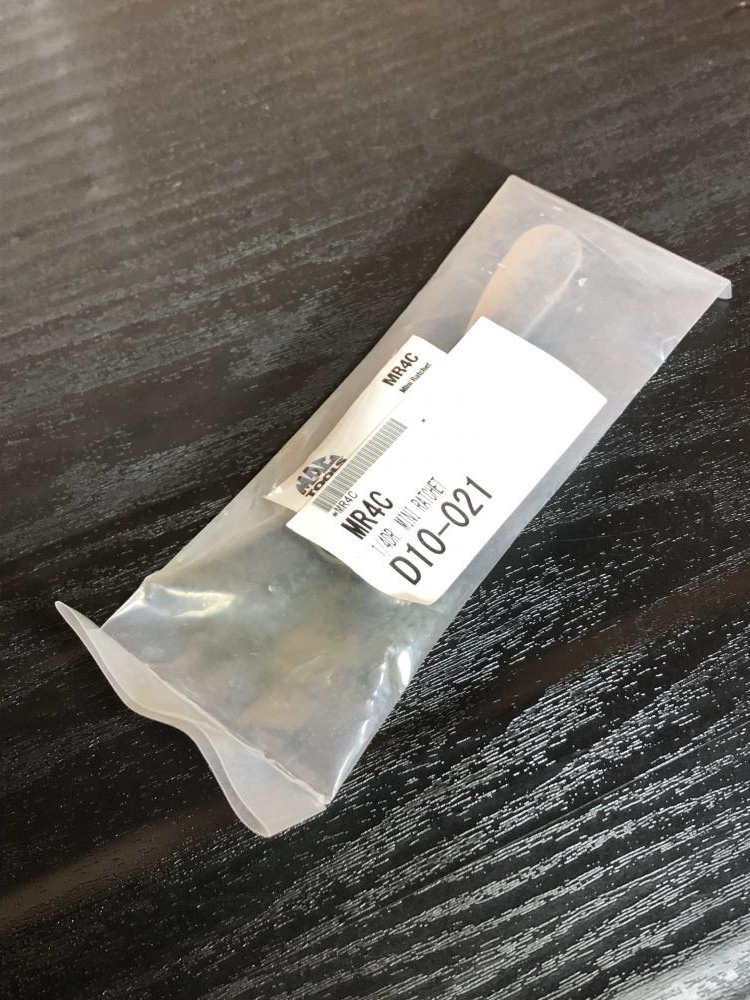 MR4C
Mini Ratchet
MAC
TOOLS
*MR4C
*
MR4C
1/4DR. MINI RATCHET
D10-021